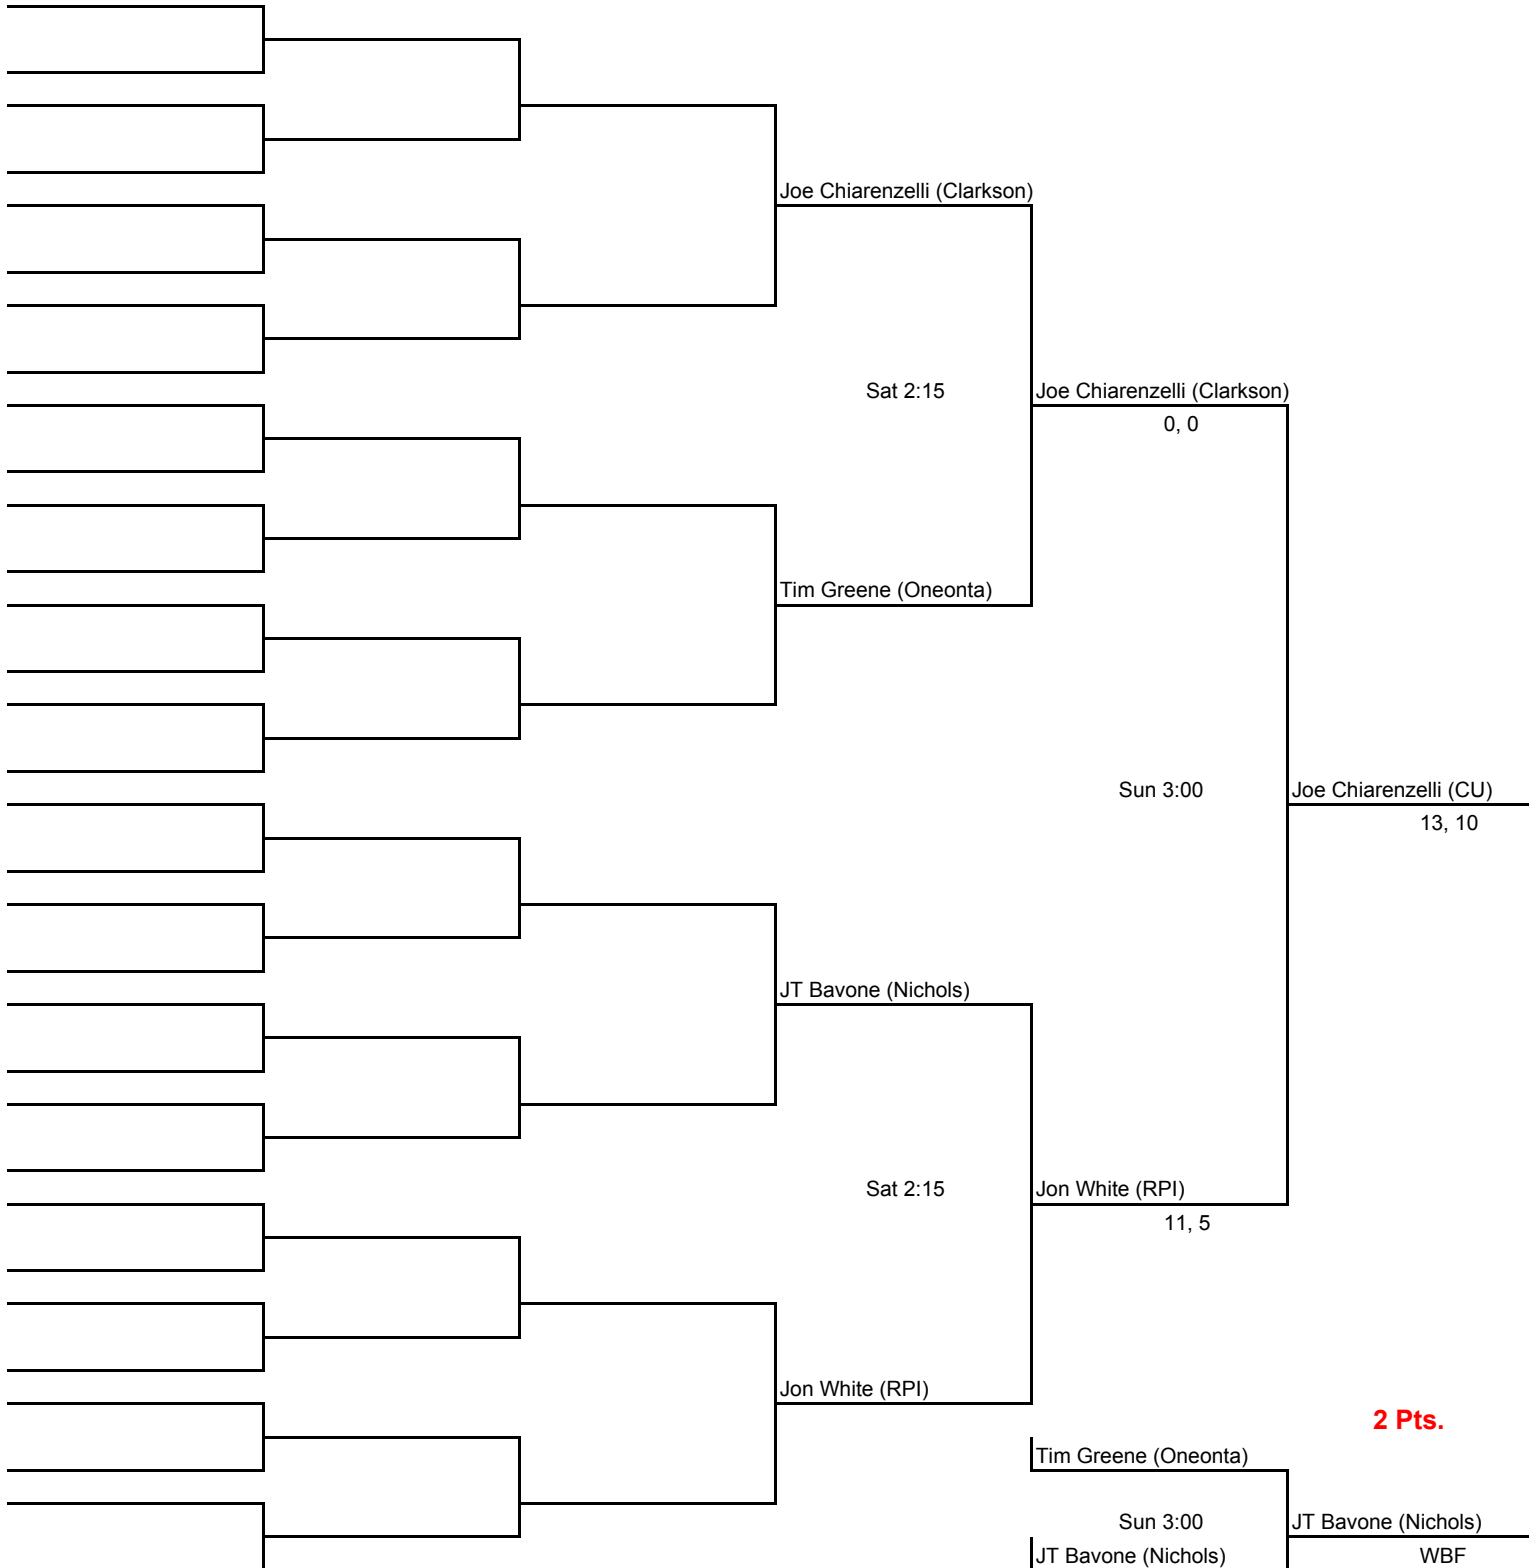 Joe Chiarenzelli (Clarkson)
Sat 2:15
Joe Chiarenzelli (Clarkson)
0, 0
Tim Greene (Oneonta)
Sun 3:00
Joe Chiarenzelli (CU)
13, 10
JT Bavone (Nichols)
Sat 2:15
Jon White (RPI)
11, 5
Jon White (RPI)
2 Pts.
Tim Greene (Oneonta)
Sun 3:00
JT Bavone (Nichols)
JT Bavone (Nichols)
WBF